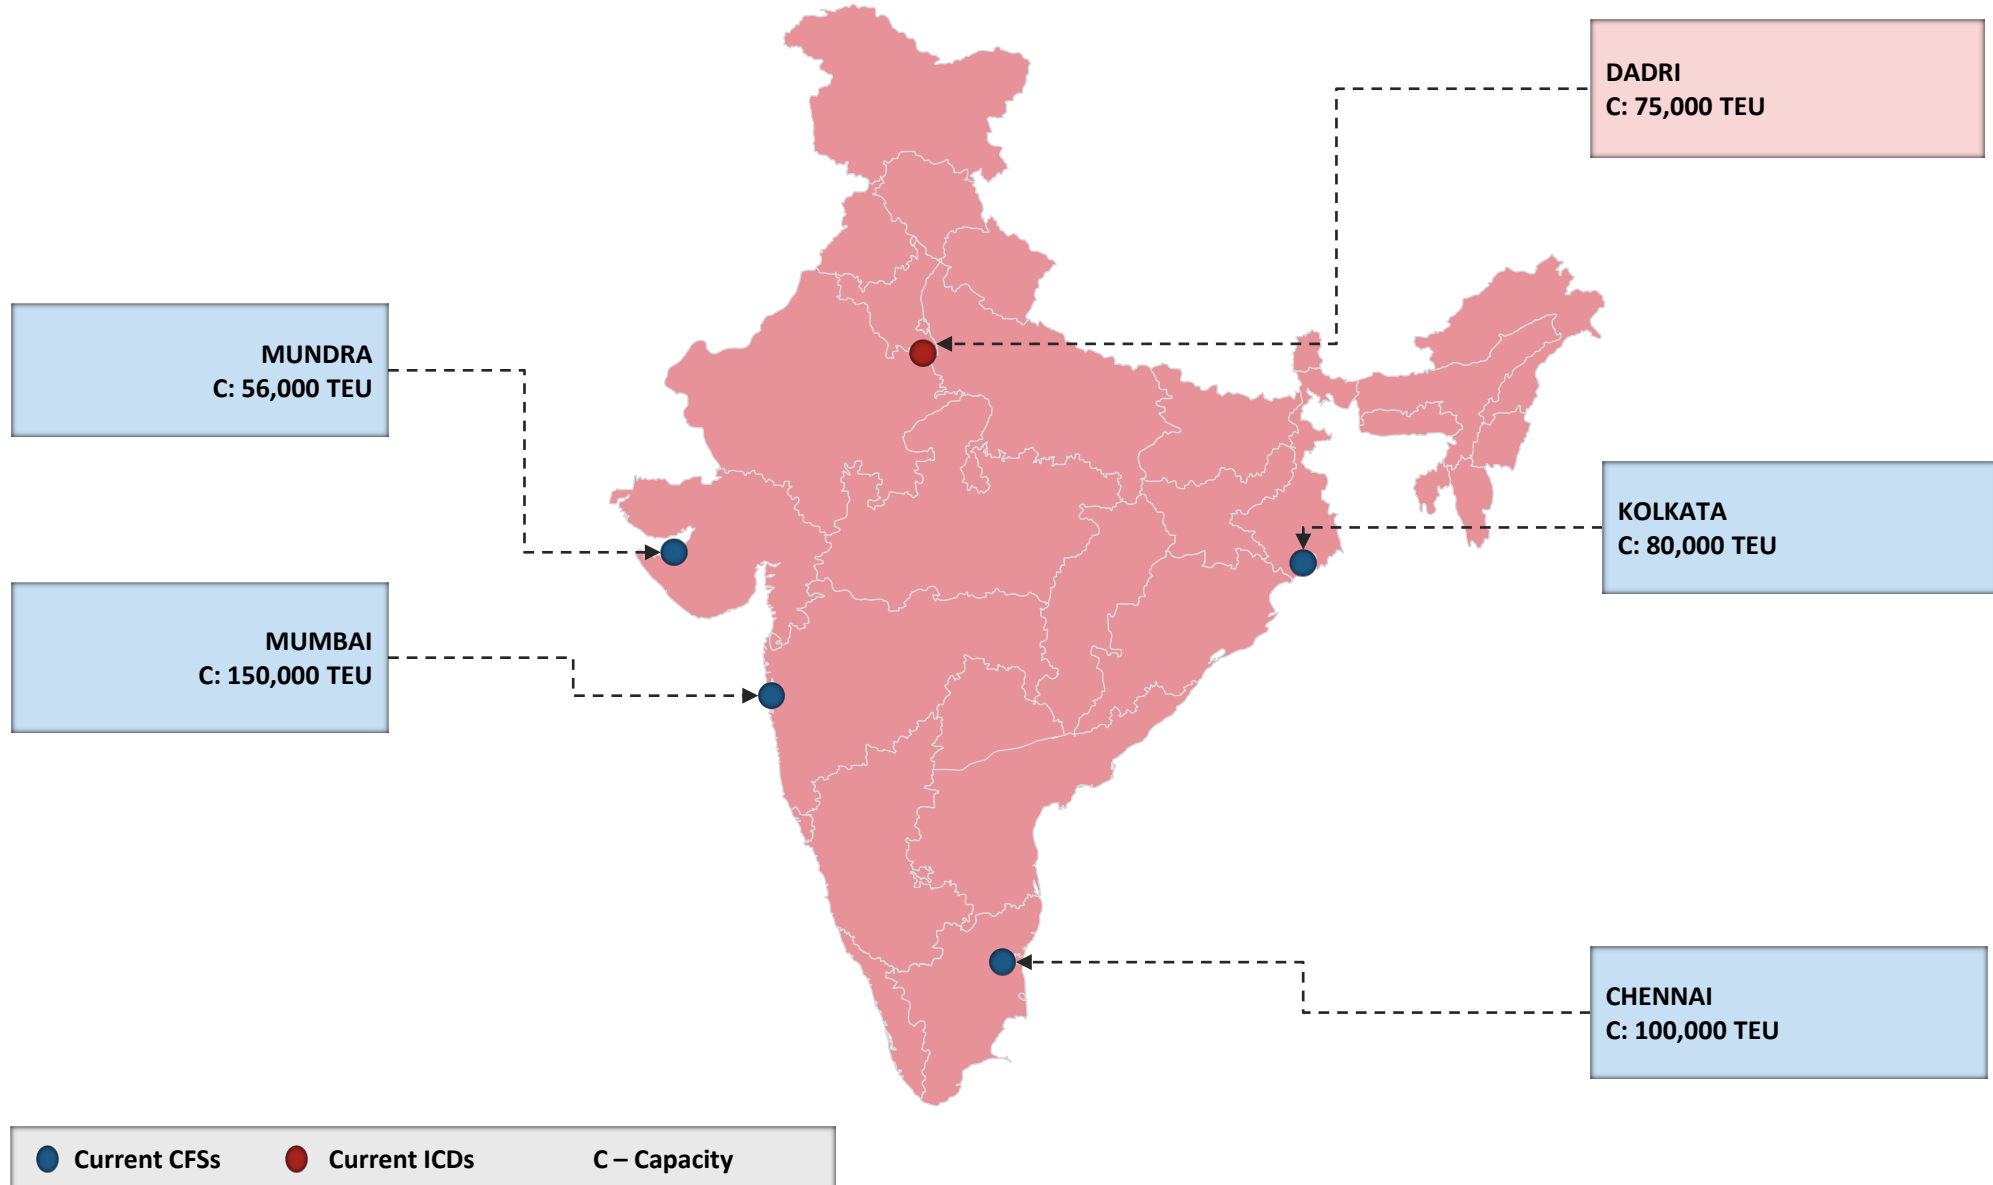 DADRI
C: 75,000 TEU
MUNDRA
C: 56,000 TEU
KOLKATA
C: 80,000 TEU
MUMBAI
C: 150,000 TEU
CHENNAI
C: 100,000 TEU
Current CFSs
Current ICDs
C – Capacity